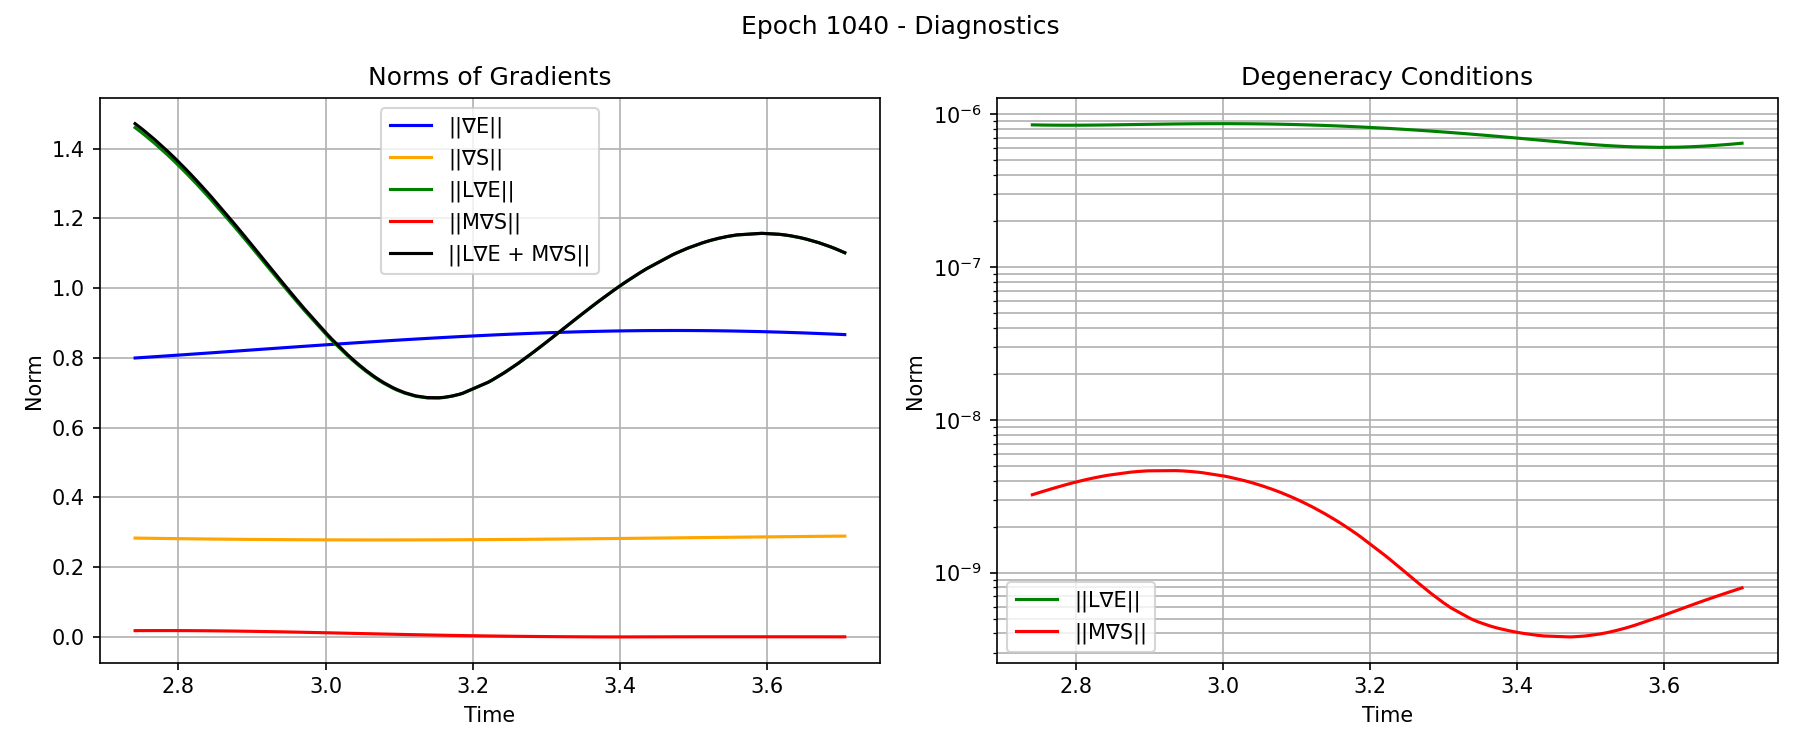 Epoch 1040 - Diagnostics
Norms of Gradients
Norm
1.4
1.2
1.0
0.8
0.6
0.4
0.2
0.0
||∇E||
||∇S||
||L∇E||
||M∇S||
||L∇E + M∇S||
2.8 3.0 3.2 3.4 3.6
Time
Degeneracy Conditions
Norm
10⁻⁶
10⁻⁷
10⁻⁸
10⁻⁹
||L∇E||
||M∇S||
2.8 3.0 3.2 3.4 3.6
Time